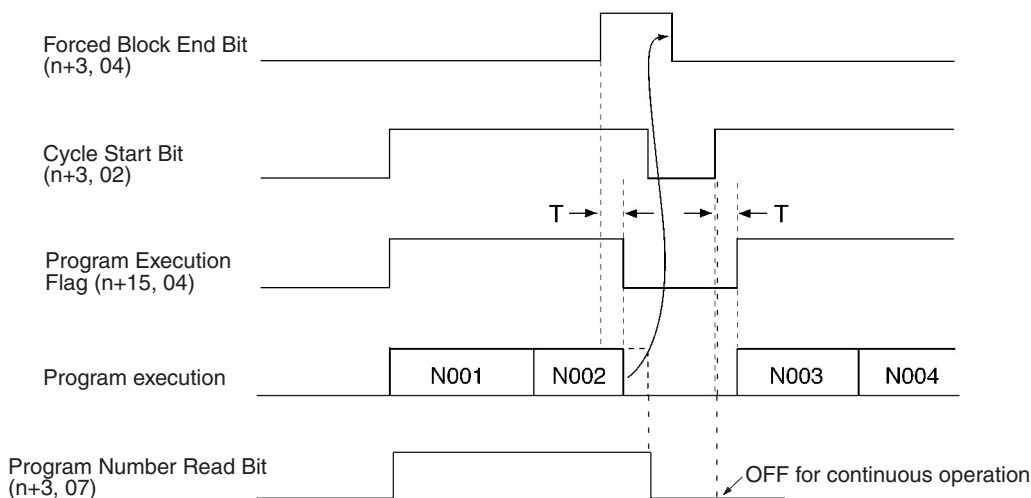 Forced Block End Bit
(n+3, 04)
Cycle Start Bit
(n+3, 02)
T T
Program Execution
Flag (n+15, 04)
Program execution
N001 N002 N003 N004
Program Number Read Bit
(n+3, 07)
OFF for continuous operation